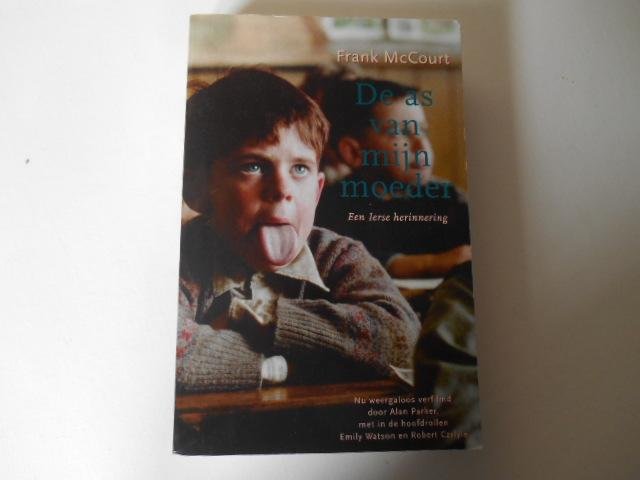 Frank McCourt
De as
van
mijn
moeder
Een Ierse herinnering
Nu weergaloos verfilmd
door Alan Parker,
met in de hoofdrollen
Emily Watson en Robert Carlyle